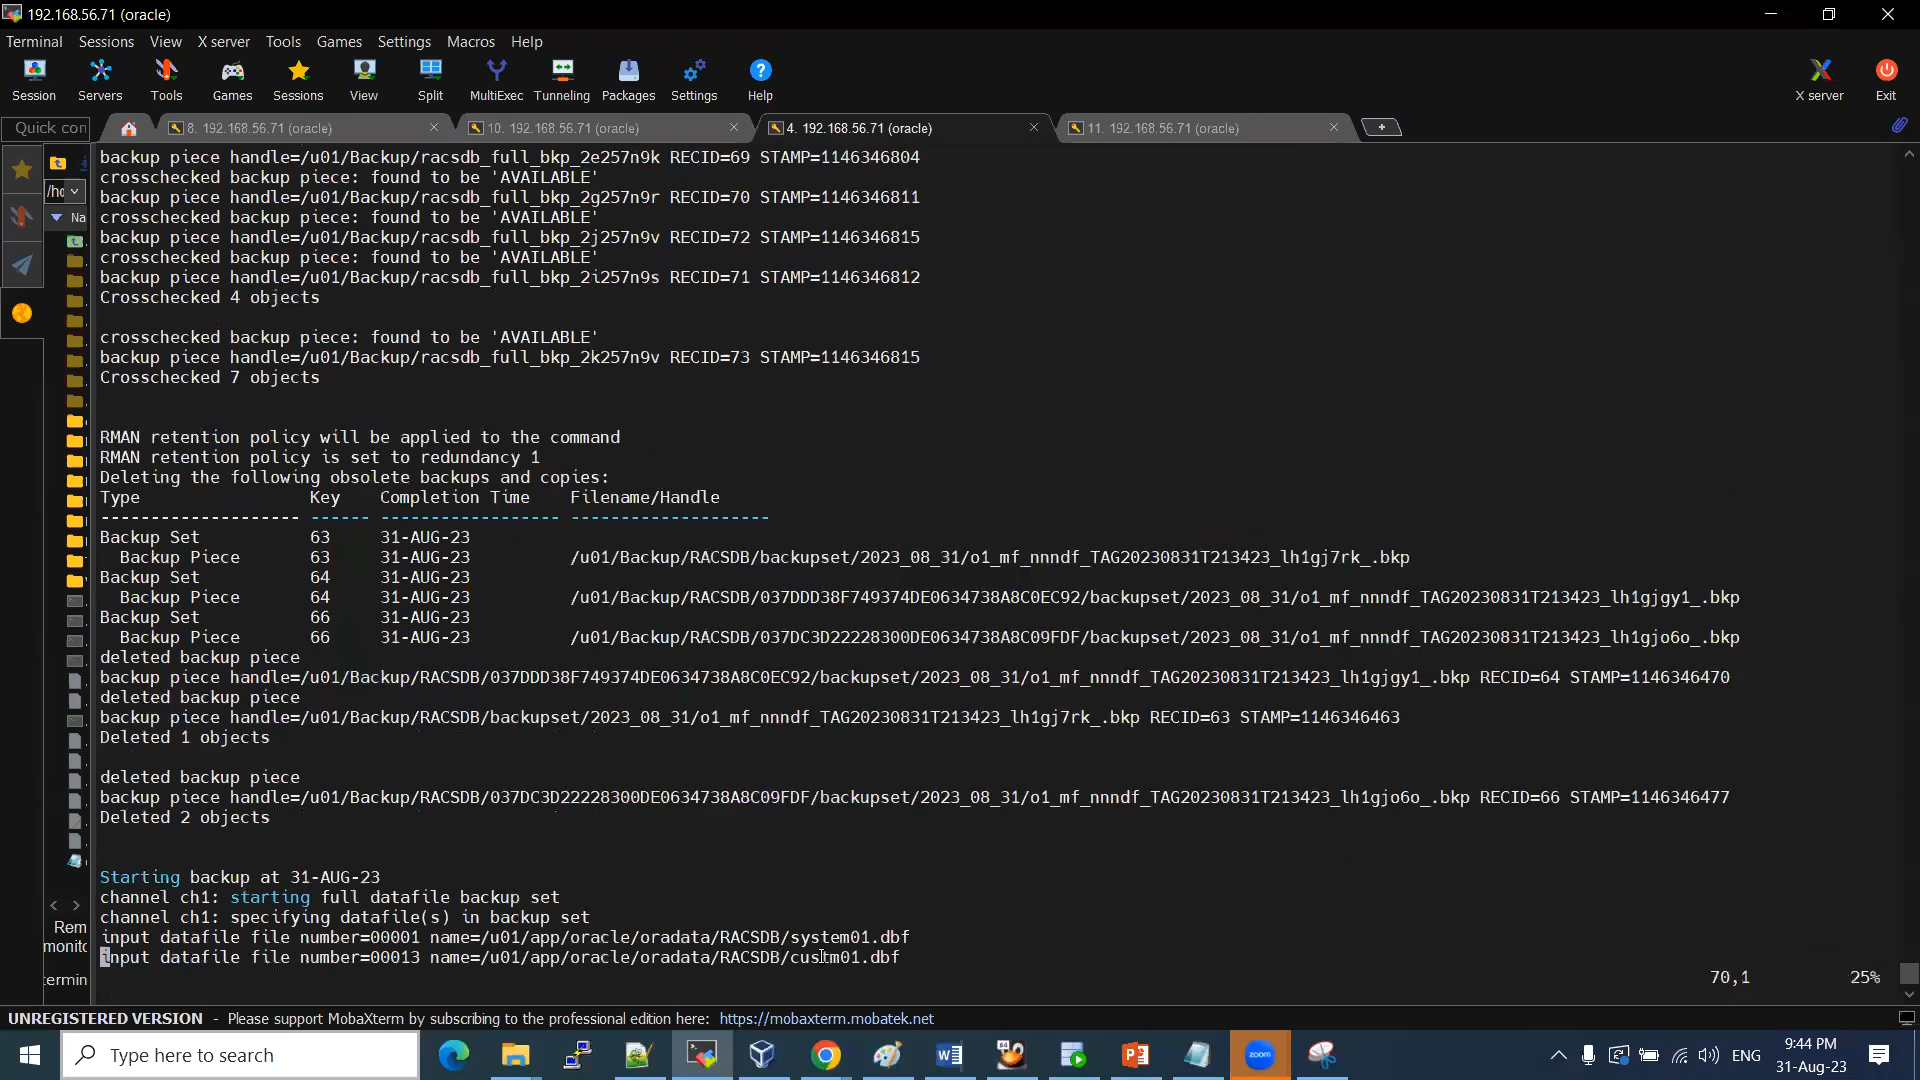 192.168.56.71 (oracle)
Terminal Sessions View X server Tools Games Settings Macros Help
Session Servers Tools Games Sessions View Split MultiExec Tunneling Packages Settings Help X server Exit
Quick con 8. 192.168.56.71 (oracle) 10. 192.168.56.71 (oracle) 4. 192.168.56.71 (oracle) 11. 192.168.56.71 (oracle)
backup piece handle=/u01/Backup/racsdb_full_bkp_2e257n9k RECID=69 STAMP=1146346804
crosschecked backup piece: found to be 'AVAILABLE'
backup piece handle=/u01/Backup/racsdb_full_bkp_2g257n9r RECID=70 STAMP=1146346811
crosschecked backup piece: found to be 'AVAILABLE'
backup piece handle=/u01/Backup/racsdb_full_bkp_2j257n9v RECID=72 STAMP=1146346815
crosschecked backup piece: found to be 'AVAILABLE'
backup piece handle=/u01/Backup/racsdb_full_bkp_2i257n9s RECID=71 STAMP=1146346812
Crosschecked 4 objects
crosschecked backup piece: found to be 'AVAILABLE'
backup piece handle=/u01/Backup/racsdb_full_bkp_2k257n9v RECID=73 STAMP=1146346815
Crosschecked 7 objects
RMAN retention policy will be applied to the command
RMAN retention policy is set to redundancy 1
Deleting the following obsolete backups and copies:
Type Key Completion Time Filename/Handle
-------------------- ------ ------------------ --------------------
Backup Set 63 31-AUG-23
Backup Piece 63 31-AUG-23 /u01/Backup/RACSDB/backupset/2023_08_31/o1_mf_nnndf_TAG20230831T213423_lh1gj7rk_.bkp
Backup Set 64 31-AUG-23
Backup Piece 64 31-AUG-23 /u01/Backup/RACSDB/037DDD38F749374DE0634738A8C0EC92/backupset/2023_08_31/o1_mf_nnndf_TAG20230831T213423_lh1gjgy1_.bkp
Backup Set 66 31-AUG-23
Backup Piece 66 31-AUG-23 /u01/Backup/RACSDB/037DC3D22228300DE0634738A8C09FDF/backupset/2023_08_31/o1_mf_nnndf_TAG20230831T213423_lh1gjo6o_.bkp
deleted backup piece
backup piece handle=/u01/Backup/RACSDB/037DDD38F749374DE0634738A8C0EC92/backupset/2023_08_31/o1_mf_nnndf_TAG20230831T213423_lh1gjgy1_.bkp RECID=64 STAMP=1146346470
deleted backup piece
backup piece handle=/u01/Backup/RACSDB/backupset/2023_08_31/o1_mf_nnndf_TAG20230831T213423_lh1gj7rk_.bkp RECID=63 STAMP=1146346463
Deleted 1 objects
deleted backup piece
backup piece handle=/u01/Backup/RACSDB/037DC3D22228300DE0634738A8C09FDF/backupset/2023_08_31/o1_mf_nnndf_TAG20230831T213423_lh1gjo6o_.bkp RECID=66 STAMP=1146346477
Deleted 2 objects
Starting backup at 31-AUG-23
channel ch1: starting full datafile backup set
channel ch1: specifying datafile(s) in backup set
input datafile file number=00001 name=/u01/app/oracle/oradata/RACSDB/system01.dbf
input datafile file number=00013 name=/u01/app/oracle/oradata/RACSDB/custm01.dbf
70,1 25%
/ho
Na
Rem
monito
termin
UNREGISTERED VERSION - Please support MobaXterm by subscribing to the professional edition here: https://mobaxterm.mobatek.net
Type here to search
zoom
ENG
9:44 PM
31-Aug-23